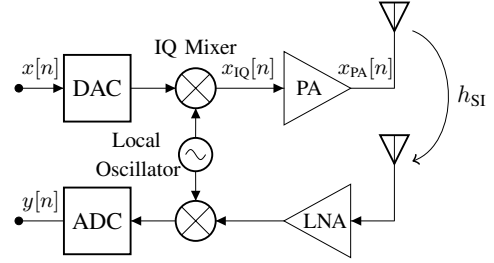 IQ Mixer
x[n]
DAC
x_IQ[n]
PA
x_PA[n]
h_SI
Local
Oscillator
y[n]
ADC
LNA